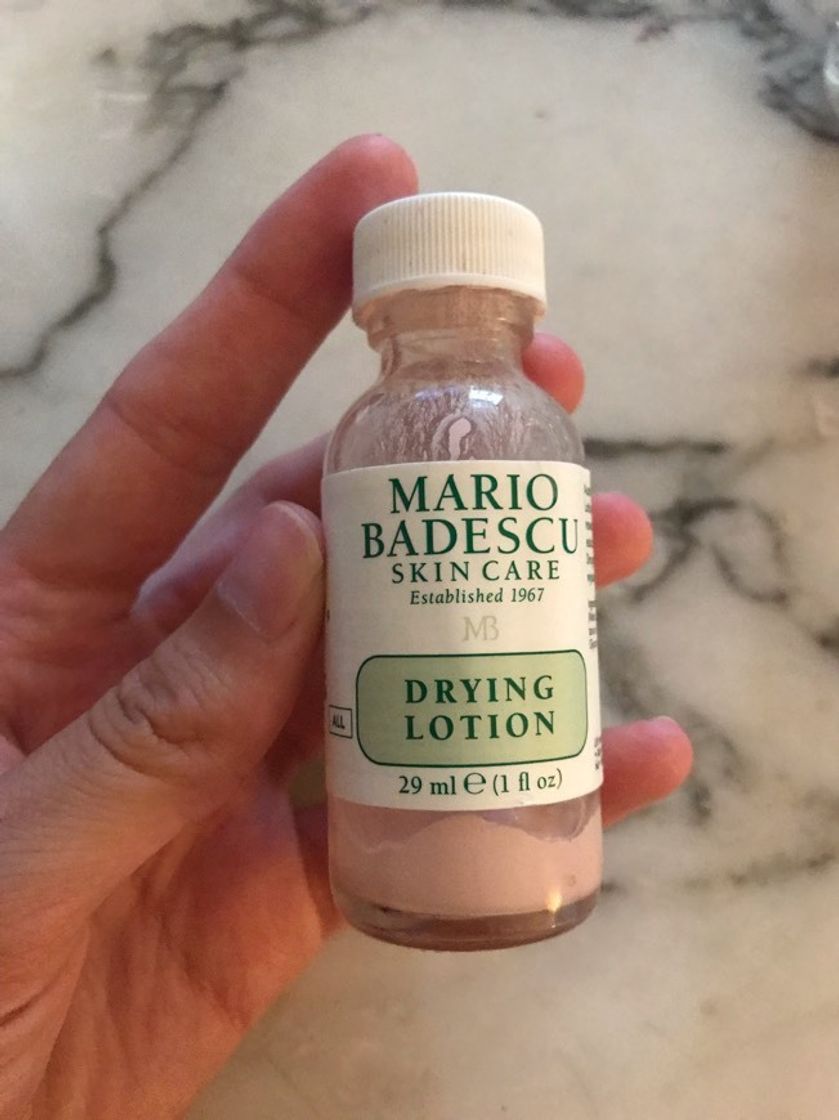 MARIO
BADESCU
SKIN CARE
Established 1967
MB
DRYING
LOTION
ALL
29 ml ℮ (1 fl oz)